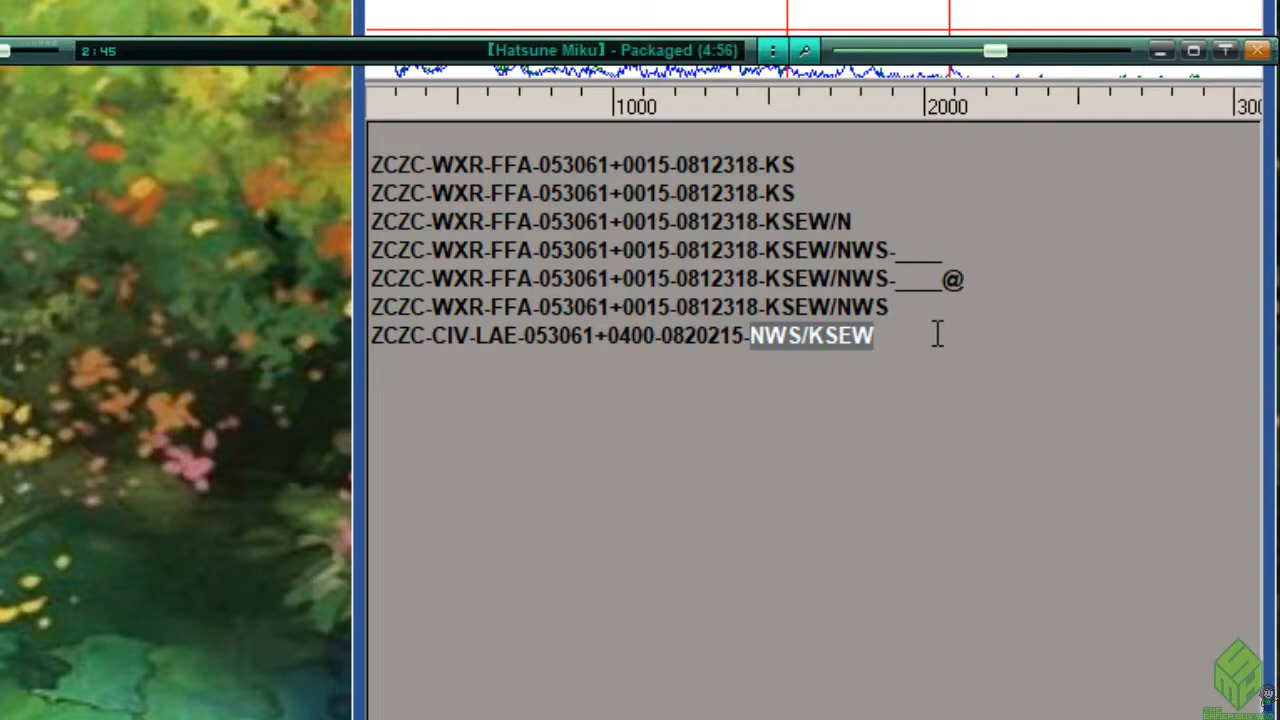 2:45 【Hatsune Miku】 - Packaged (4:56)
1000 2000 300
ZCZC-WXR-FFA-053061+0015-0812318-KS
ZCZC-WXR-FFA-053061+0015-0812318-KS
ZCZC-WXR-FFA-053061+0015-0812318-KSEW/N
ZCZC-WXR-FFA-053061+0015-0812318-KSEW/NWS-____
ZCZC-WXR-FFA-053061+0015-0812318-KSEW/NWS-____@
ZCZC-WXR-FFA-053061+0015-0812318-KSEW/NWS
ZCZC-CIV-LAE-053061+0400-0820215-NWS/KSEW